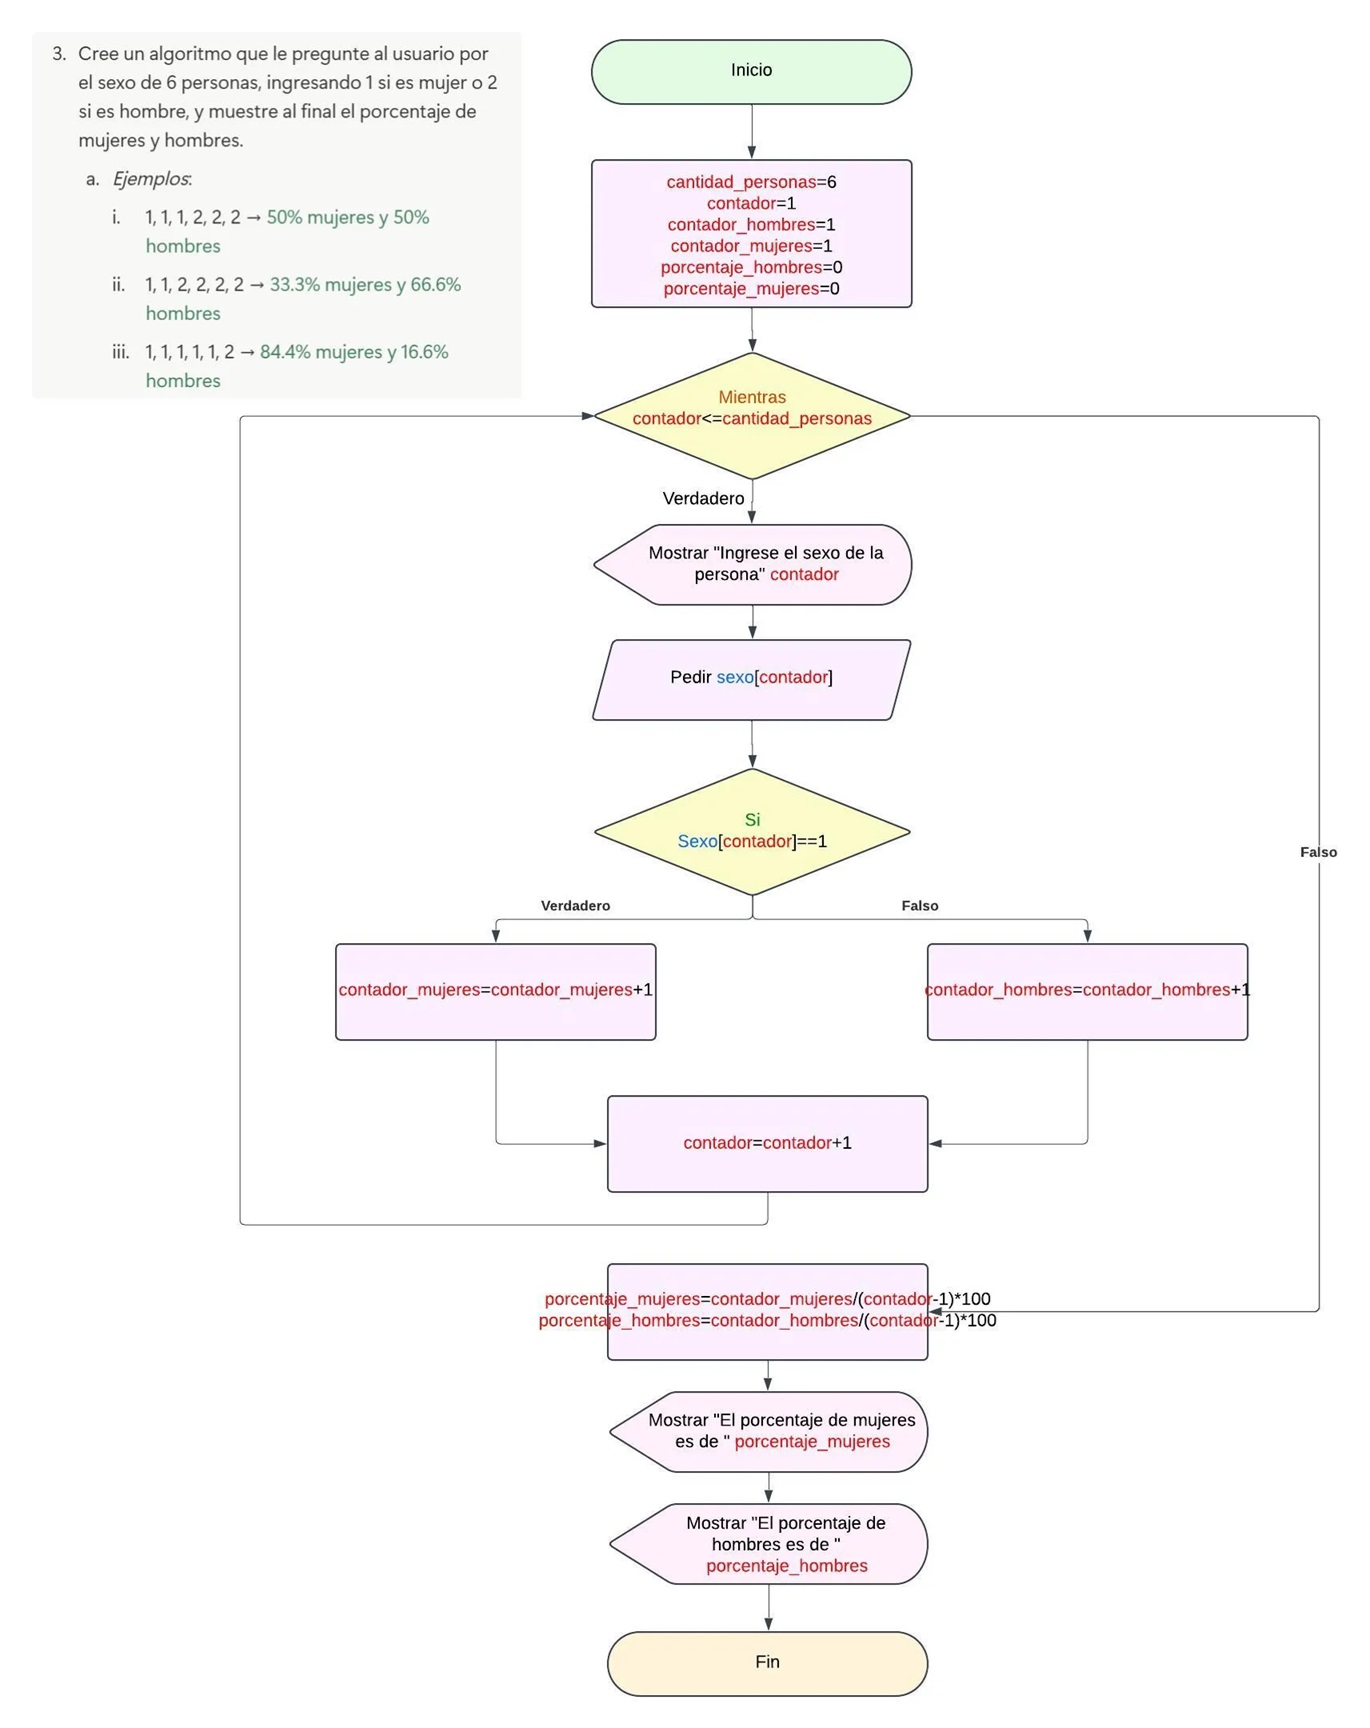 3. Cree un algoritmo que le pregunte al usuario por
el sexo de 6 personas, ingresando 1 si es mujer o 2
si es hombre, y muestre al final el porcentaje de
mujeres y hombres.
a. Ejemplos:
i. 1, 1, 1, 2, 2, 2 → 50% mujeres y 50%
hombres
ii. 1, 1, 2, 2, 2, 2 → 33.3% mujeres y 66.6%
hombres
iii. 1, 1, 1, 1, 1, 2 → 84.4% mujeres y 16.6%
hombres
Inicio
cantidad_personas=6
contador=1
contador_hombres=1
contador_mujeres=1
porcentaje_hombres=0
porcentaje_mujeres=0
Mientras
contador<=cantidad_personas
Verdadero
Mostrar "Ingrese el sexo de la
persona" contador
Pedir sexo[contador]
Si
Sexo[contador]==1
Falso
Verdadero
Falso
contador_mujeres=contador_mujeres+1
contador_hombres=contador_hombres+1
contador=contador+1
porcentaje_mujeres=contador_mujeres/(contador-1)*100
porcentaje_hombres=contador_hombres/(contador-1)*100
Mostrar "El porcentaje de mujeres
es de " porcentaje_mujeres
Mostrar "El porcentaje de
hombres es de "
porcentaje_hombres
Fin